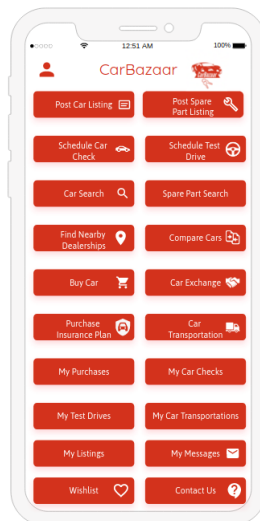 12:51 AM
100%
CarBazaar
CarBazaar
Post Car Listing
Post Spare
Part Listing
Schedule Car
Check
Schedule Test
Drive
Car Search
Spare Part Search
Find Nearby
Dealerships
Compare Cars
Buy Car
Car Exchange
Purchase
Insurance Plan
Car
Transportation
My Purchases
My Car Checks
My Test Drives
My Car Transportations
My Listings
My Messages
Wishlist
Contact Us